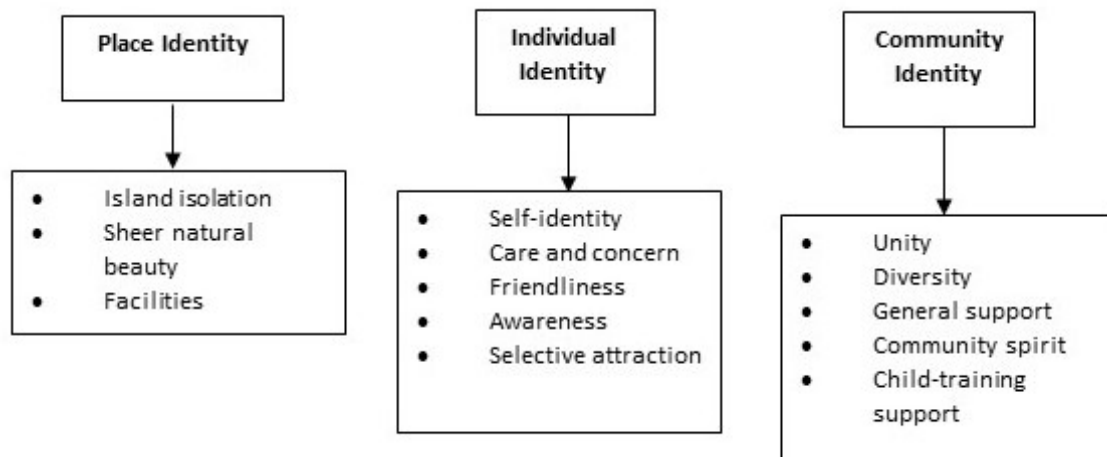 Place Identity
• Island isolation
• Sheer natural
beauty
• Facilities
Individual
Identity
• Self-identity
• Care and concern
• Friendliness
• Awareness
• Selective attraction
Community
Identity
• Unity
• Diversity
• General support
• Community spirit
• Child-training
support